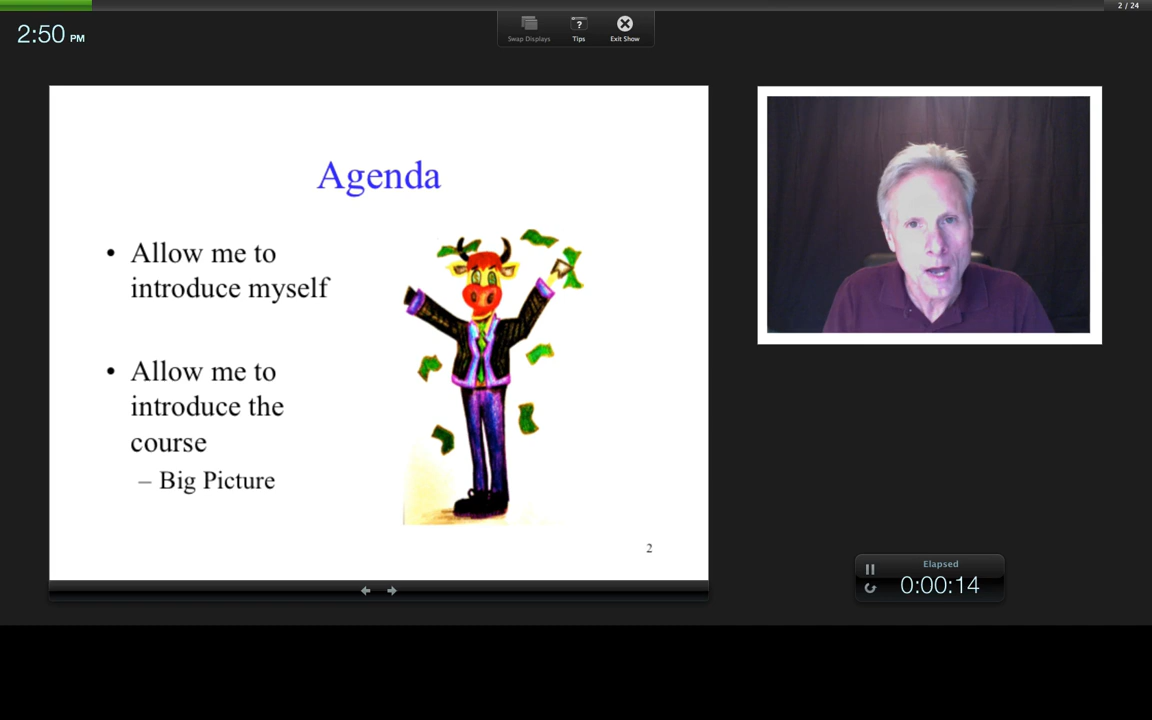 2 / 24
2:50 PM
Swap Displays
Tips
Exit Show
Agenda
• Allow me to
introduce myself
• Allow me to
introduce the
course
– Big Picture
2
Elapsed
0:00:14